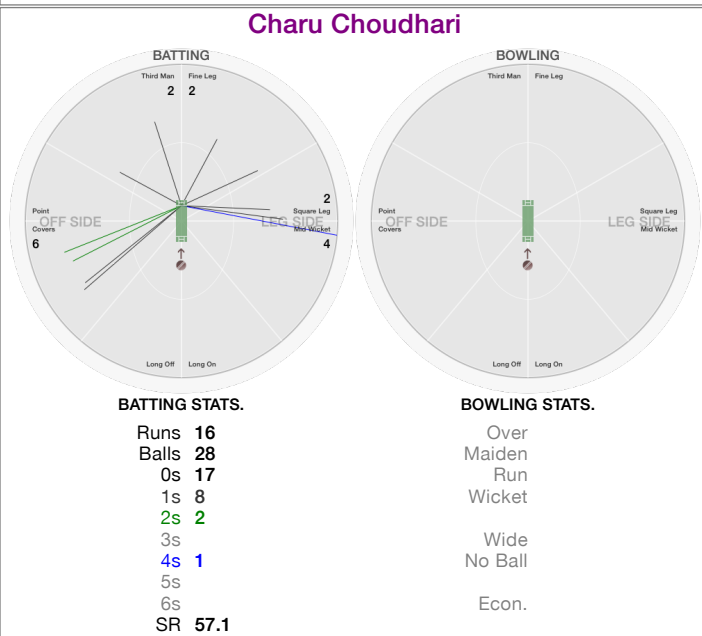 Charu Choudhari
BATTING
Third Man Fine Leg
2 2
2
Point Square Leg
OFF SIDE LEG SIDE
Covers Mid Wicket
6 4
Long Off Long On
BOWLING
Third Man Fine Leg
Point Square Leg
OFF SIDE LEG SIDE
Covers Mid Wicket
Long Off Long On
BATTING STATS.
Runs 16
Balls 28
0s 17
1s 8
2s 2
3s
4s 1
5s
6s
SR 57.1
BOWLING STATS.
Over
Maiden
Run
Wicket
Wide
No Ball
Econ.